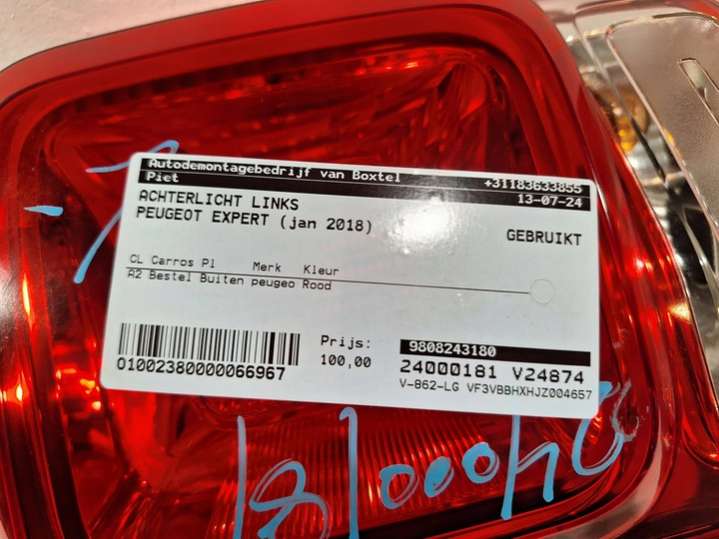 Autodemontagebedrijf van Boxtel +31183633855
Piet 13-07-24
ACHTERLICHT LINKS
PEUGEOT EXPERT (jan 2018)
GEBRUIKT
CL Carros Pl Merk Kleur
A2 Bestel Buiten peugeo Rood
Prijs:
100,00
9808243180
01002380000066967
24000181 V24874
V-862-LG VF3VBBHXHJZ004657